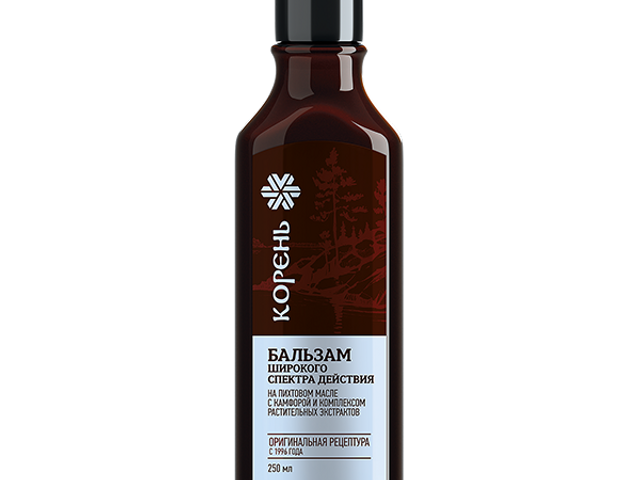 КОРЕНЬ
БАЛЬЗАМ
ШИРОКОГО
СПЕКТРА ДЕЙСТВИЯ
НА ПИХТОВОМ МАСЛЕ
С КАМФОРОЙ И КОМПЛЕКСОМ
РАСТИТЕЛЬНЫХ ЭКСТРАКТОВ
ОРИГИНАЛЬНАЯ РЕЦЕПТУРА
С 1996 ГОДА
250 мл